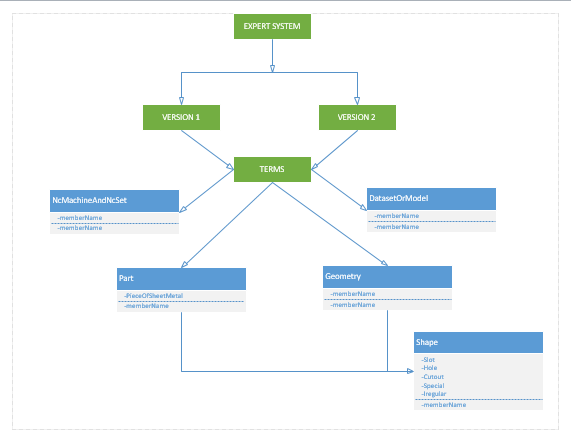 EXPERT SYSTEM
VERSION 1
VERSION 2
TERMS
NcMachineAndNcSet
-memberName
-memberName
DatasetOrModel
-memberName
-memberName
Part
-PieceOfSheetMetal
-memberName
Geometry
-memberName
-memberName
Shape
-Slot
-Hole
-Cutout
-Special
-Iregular
-memberName